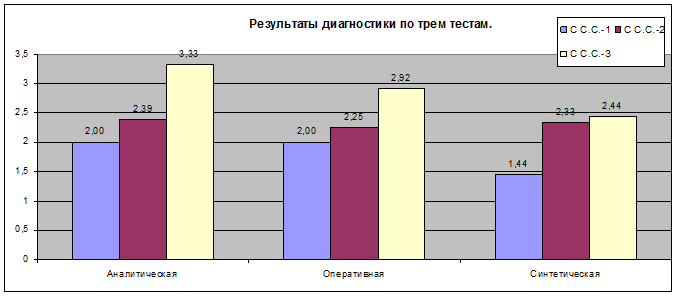 Результаты диагностики по трем тестам.
С С.С.-1 С С.С.-2
С С.С.-3
3,5
3
2,5
2
1,5
1
0,5
0
2,00 2,39 3,33
2,00 2,25 2,92
1,44 2,33 2,44
Аналитическая Оперативная Синтетическая